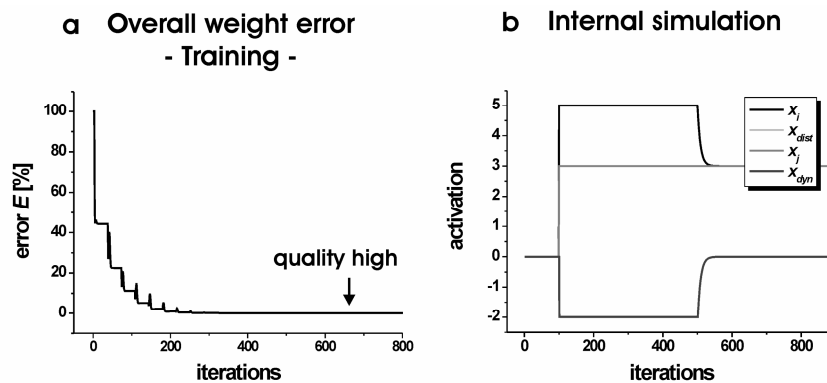 a Overall weight error
- Training -
100
80
60
40
20
0
error E [%]
quality high
0
200
400
600
800
iterations
b Internal simulation
5
4
3
2
1
0
-1
-2
activation
x_i
x_dist
x_j
x_dyn
0
200
400
600
800
iterations